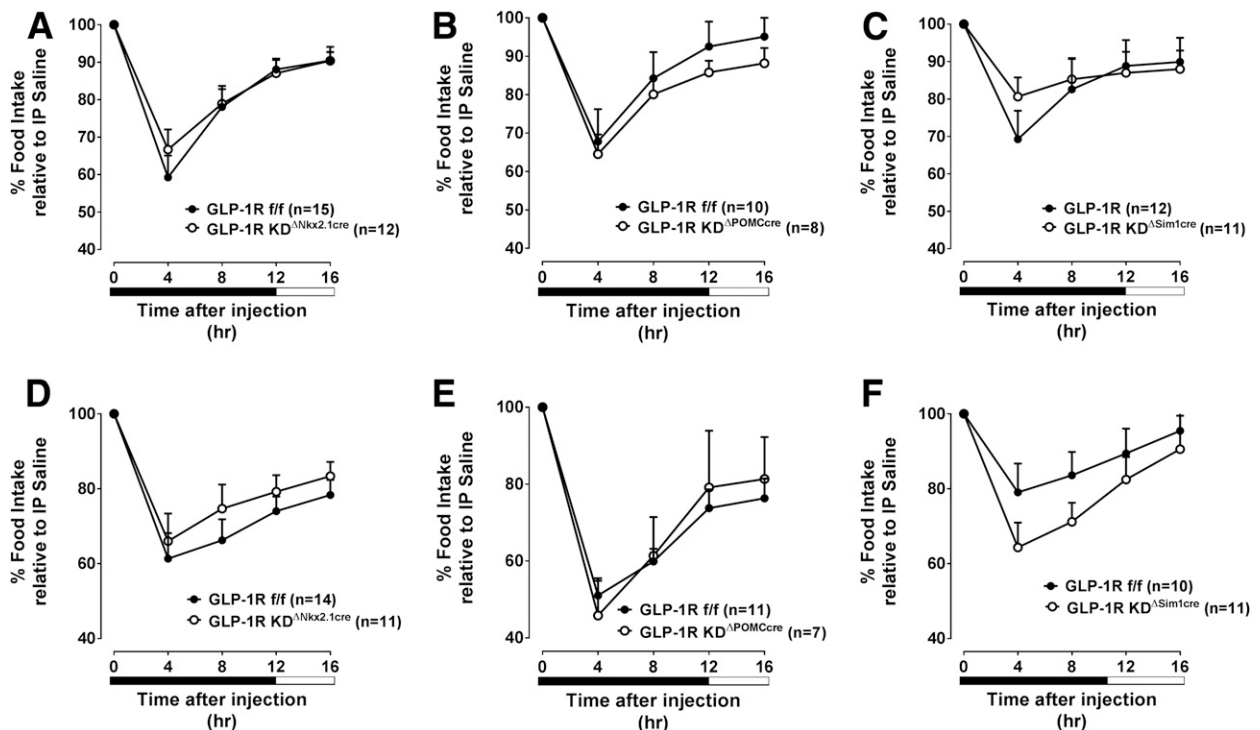 A
% Food Intake
relative to IP Saline
100
90
80
70
60
50
40
GLP-1R f/f (n=15)
GLP-1R KD^ΔNkx2.1cre (n=12)
0 4 8 12 16
Time after injection
(hr)
B
% Food Intake
relative to IP Saline
100
90
80
70
60
50
40
GLP-1R f/f (n=10)
GLP-1R KD^ΔPOMCcre (n=8)
0 4 8 12 16
Time after injection
(hr)
C
% Food Intake
relative to IP Saline
100
90
80
70
60
50
40
GLP-1R (n=12)
GLP-1R KD^ΔSim1cre (n=11)
0 4 8 12 16
Time after injection
(hr)
D
% Food Intake
relative to IP Saline
100
80
60
40
GLP-1R f/f (n=14)
GLP-1R KD^ΔNkx2.1cre (n=11)
0 4 8 12 16
Time after injection
(hr)
E
% Food Intake
relative to IP Saline
100
80
60
40
GLP-1R f/f (n=11)
GLP-1R KD^ΔPOMCcre (n=7)
0 4 8 12 16
Time after injection
(hr)
F
% Food Intake
relative to IP Saline
100
80
60
40
GLP-1R f/f (n=10)
GLP-1R KD^ΔSim1cre (n=11)
0 4 8 12 16
Time after injection
(hr)